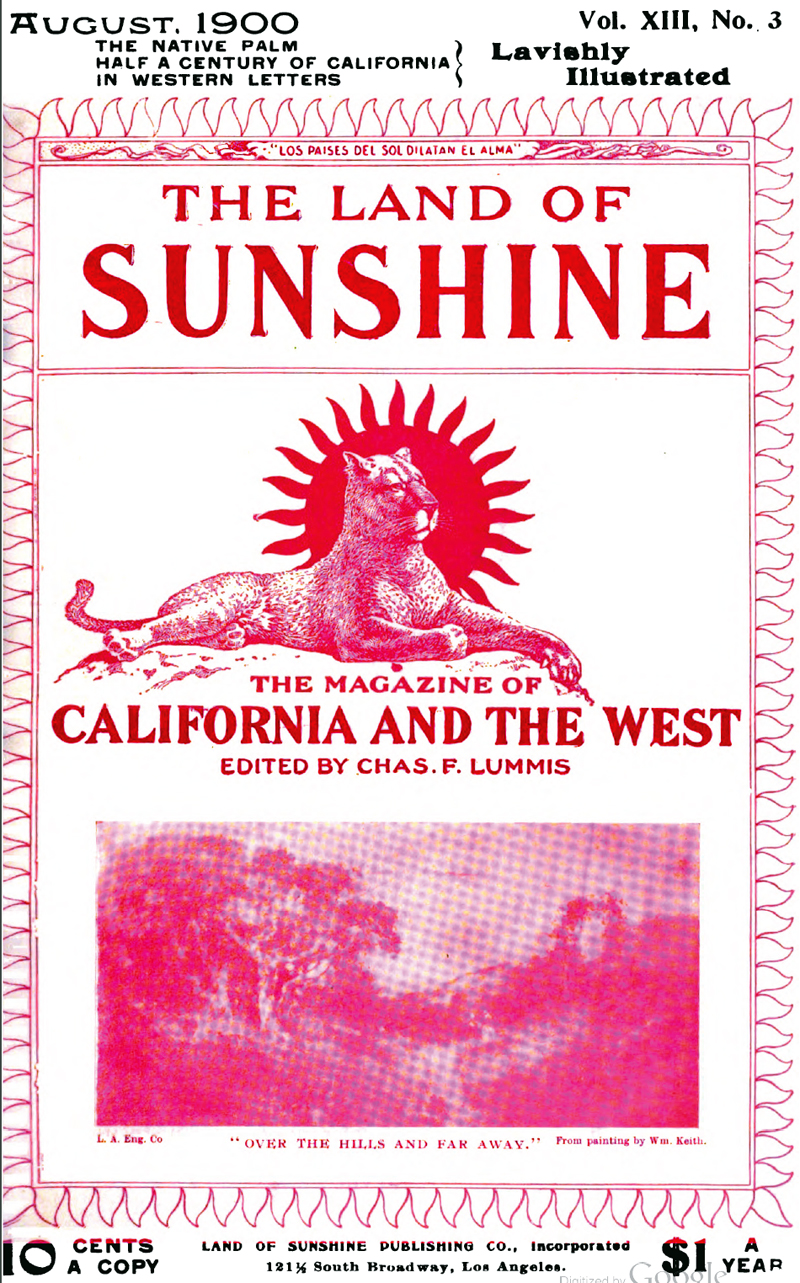 AUGUST, 1900
Vol. XIII, No. 3
THE NATIVE PALM
HALF A CENTURY OF CALIFORNIA
IN WESTERN LETTERS
Lavishly
Illustrated
"LOS PAISES DEL SOL DILATAN EL ALMA"
THE LAND OF
SUNSHINE
THE MAGAZINE OF
CALIFORNIA AND THE WEST
EDITED BY CHAS. F. LUMMIS
L. A. Eng. Co
"OVER THE HILLS AND FAR AWAY."
From painting by Wm. Keith.
10 CENTS
A COPY
LAND OF SUNSHINE PUBLISHING CO., Incorporated
121½ South Broadway, Los Angeles.
$1 A
YEAR
Digitized by Google